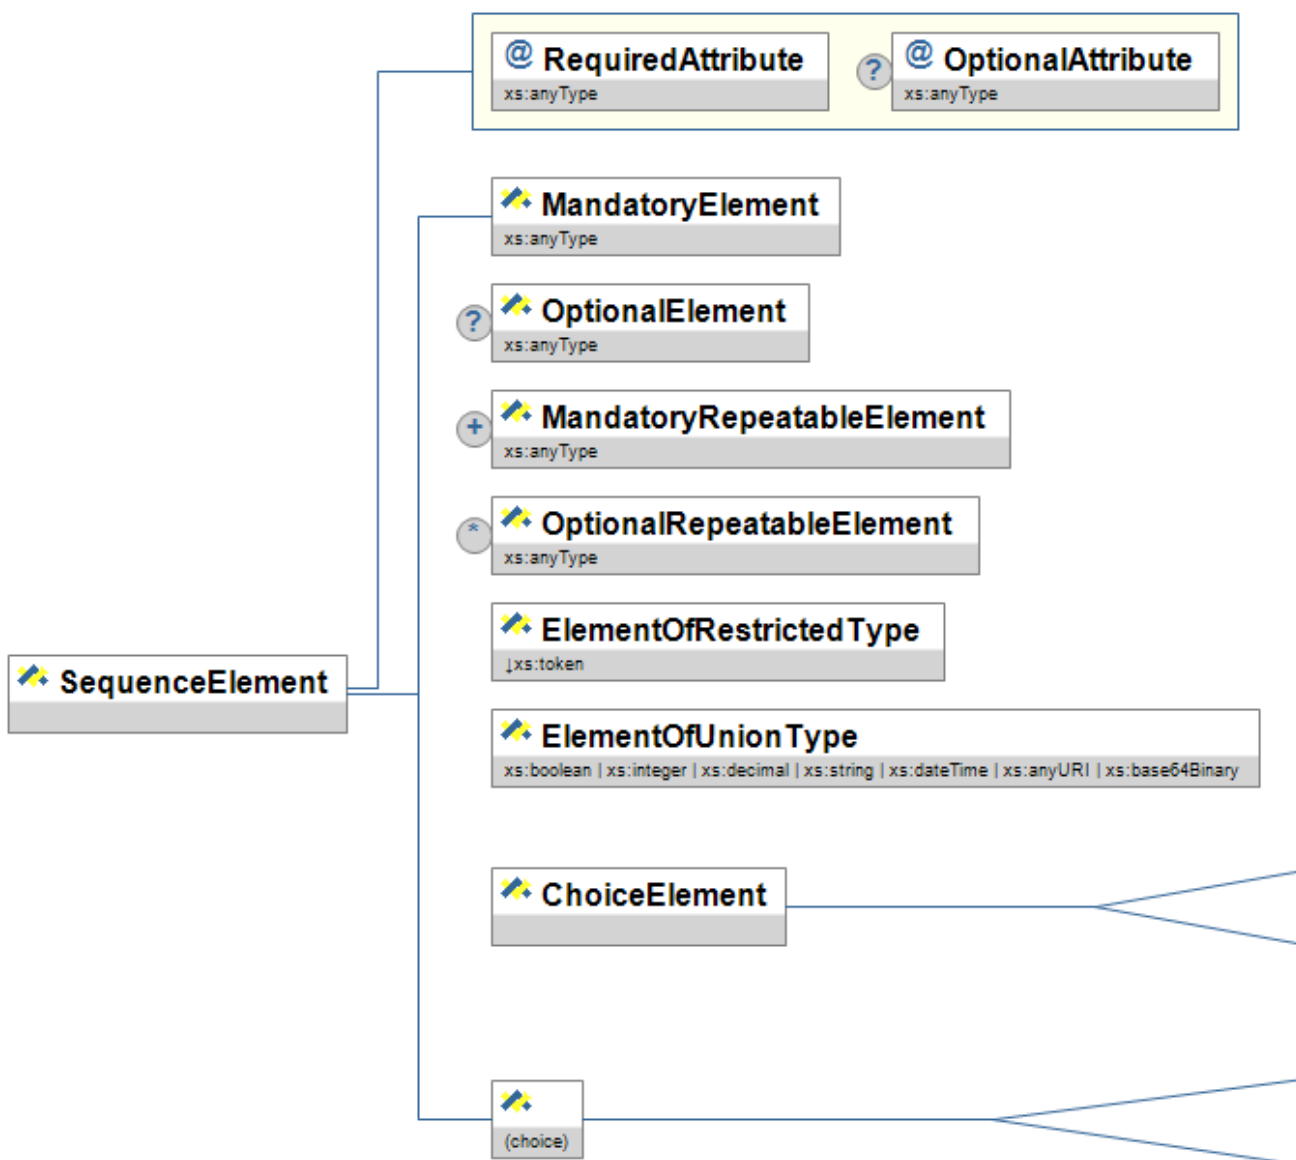 @ RequiredAttribute
xs:anyType
? @ OptionalAttribute
xs:anyType
MandatoryElement
xs:anyType
? OptionalElement
xs:anyType
+ MandatoryRepeatableElement
xs:anyType
* OptionalRepeatableElement
xs:anyType
ElementOfRestrictedType
↓xs:token
SequenceElement
ElementOfUnionType
xs:boolean | xs:integer | xs:decimal | xs:string | xs:dateTime | xs:anyURI | xs:base64Binary
ChoiceElement
(choice)